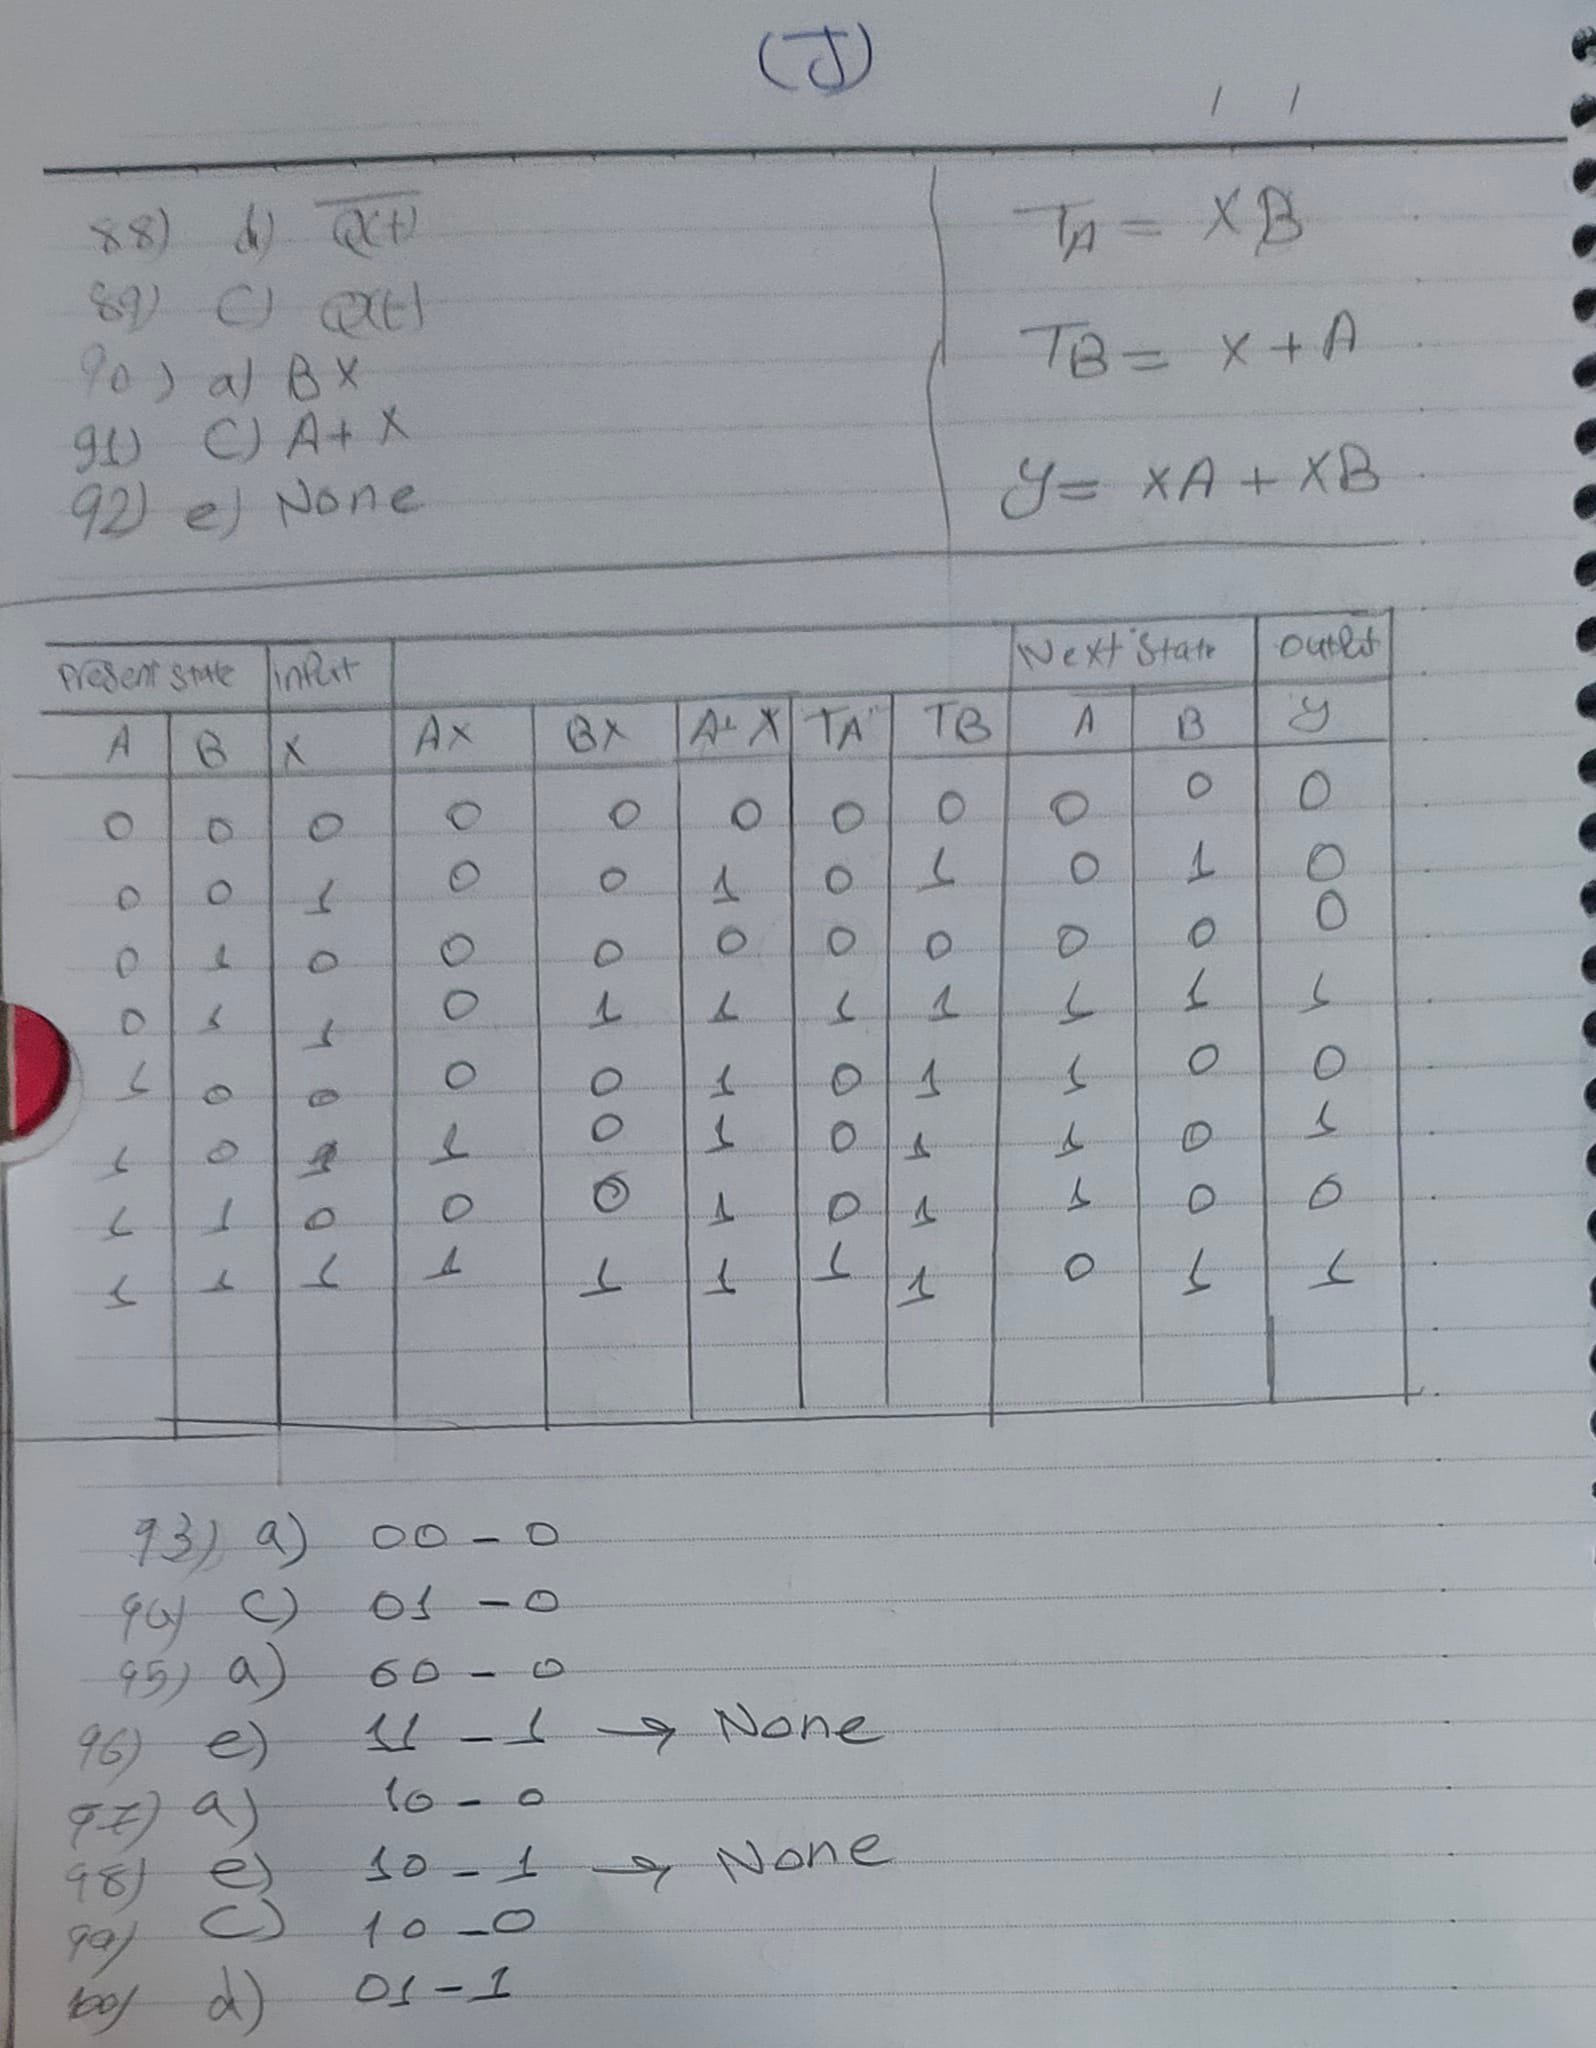 (J)
/ /
88) d) Q(t)
89) c) Q(t)
90) a) BX
91) C) A+X
92) e) None
TA = XB
TB = X+A
y = XA + XB
Present state | input | Next State | output
A | B | X | AX | BX | A+X | TA | TB | A | B | y
0 0 0 0 0 0 0 0 0 0 0
0 0 1 0 0 1 0 1 0 1 0
0 1 0 0 0 0 0 0 0 0 0
0 1 1 0 1 1 1 1 1 1 1
1 0 0 0 0 1 0 1 1 0 0
1 0 1 1 0 1 0 1 1 0 1
1 1 0 0 0 1 0 1 1 0 0
1 1 1 1 1 1 1 1 0 1 1
93) a) 00-0
94) C) 01-0
95) a) 00-0
96) e) 11-1 → None
97) a) 10-0
98) e) 10-1 → None
99) C) 10-0
100) d) 01-1